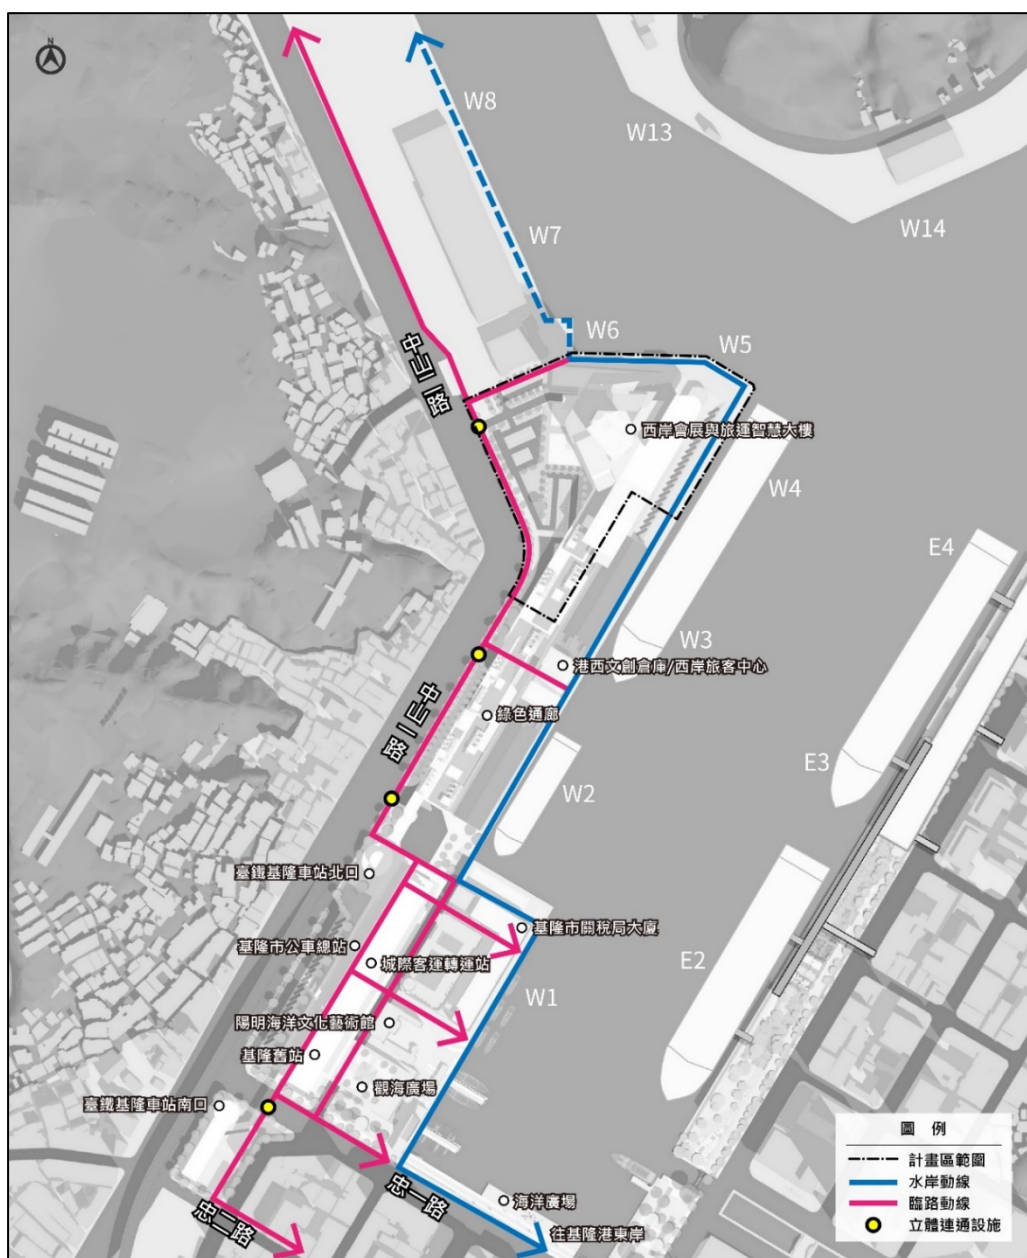 N
W8
W13
W7
W14
W6
W5
中山二路
西岸會展與旅運智慧大樓
W4
E4
W3
港西文創倉庫/西岸旅客中心
中山一路
綠色通廊
E3
W2
臺鐵基隆車站北口
基隆市關稅局大廈
基隆市公車總站
城際客運轉運站
E2
W1
陽明海洋文化藝術館
基隆舊站
觀海廣場
臺鐵基隆車站南口
圖 例
計畫區範圍
水岸動線
臨路動線
立體連通設施
忠一路
海洋廣場
忠二路
往基隆港東岸